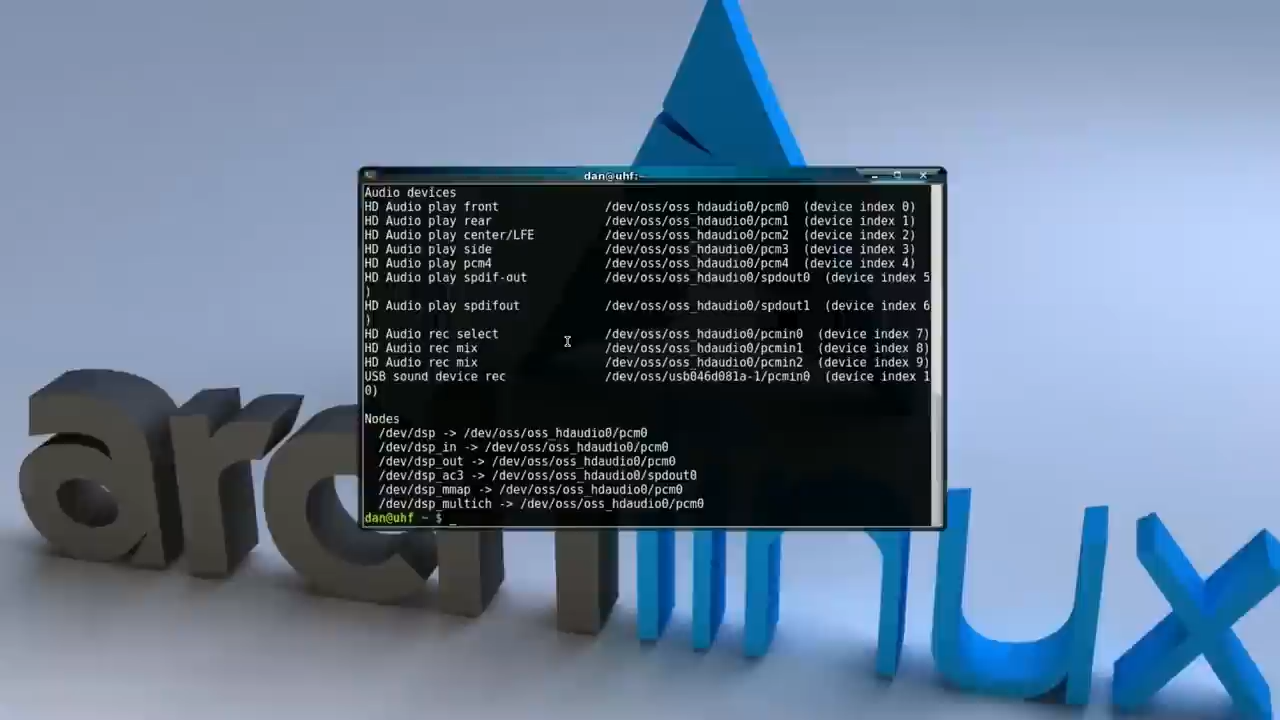 dan@uhf:~
Audio devices
HD Audio play front /dev/oss/oss_hdaudio0/pcm0 (device index 0)
HD Audio play rear /dev/oss/oss_hdaudio0/pcm1 (device index 1)
HD Audio play center/LFE /dev/oss/oss_hdaudio0/pcm2 (device index 2)
HD Audio play side /dev/oss/oss_hdaudio0/pcm3 (device index 3)
HD Audio play pcm4 /dev/oss/oss_hdaudio0/pcm4 (device index 4)
HD Audio play spdif-out /dev/oss/oss_hdaudio0/spdout0 (device index 5
)
HD Audio play spdifout /dev/oss/oss_hdaudio0/spdout1 (device index 6
)
HD Audio rec select /dev/oss/oss_hdaudio0/pcmin0 (device index 7)
HD Audio rec mix /dev/oss/oss_hdaudio0/pcmin1 (device index 8)
HD Audio rec mix /dev/oss/oss_hdaudio0/pcmin2 (device index 9)
USB sound device rec /dev/oss/usb046d081a-1/pcmin0 (device index 1
0)
Nodes
/dev/dsp -> /dev/oss/oss_hdaudio0/pcm0
/dev/dsp_in -> /dev/oss/oss_hdaudio0/pcm0
/dev/dsp_out -> /dev/oss/oss_hdaudio0/pcm0
/dev/dsp_ac3 -> /dev/oss/oss_hdaudio0/spdout0
/dev/dsp_mmap -> /dev/oss/oss_hdaudio0/pcm0
/dev/dsp_multich -> /dev/oss/oss_hdaudio0/pcm0
dan@uhf ~ $ _
archlinux